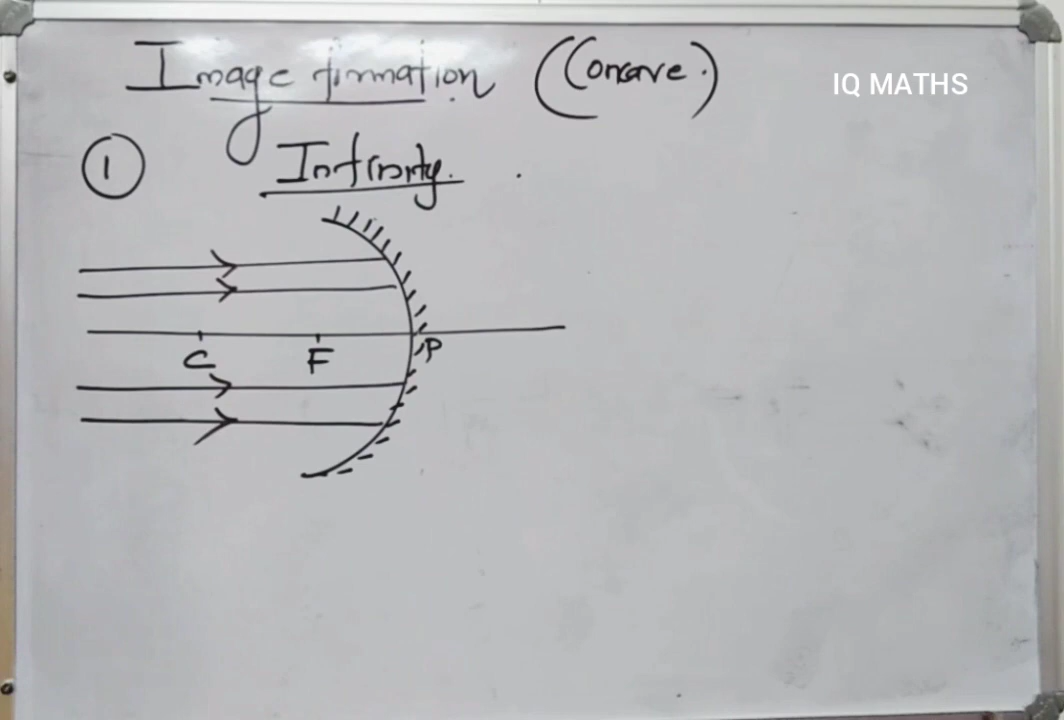 Image formation (Concave.)
IQ MATHS
1 Infinity.
C F P